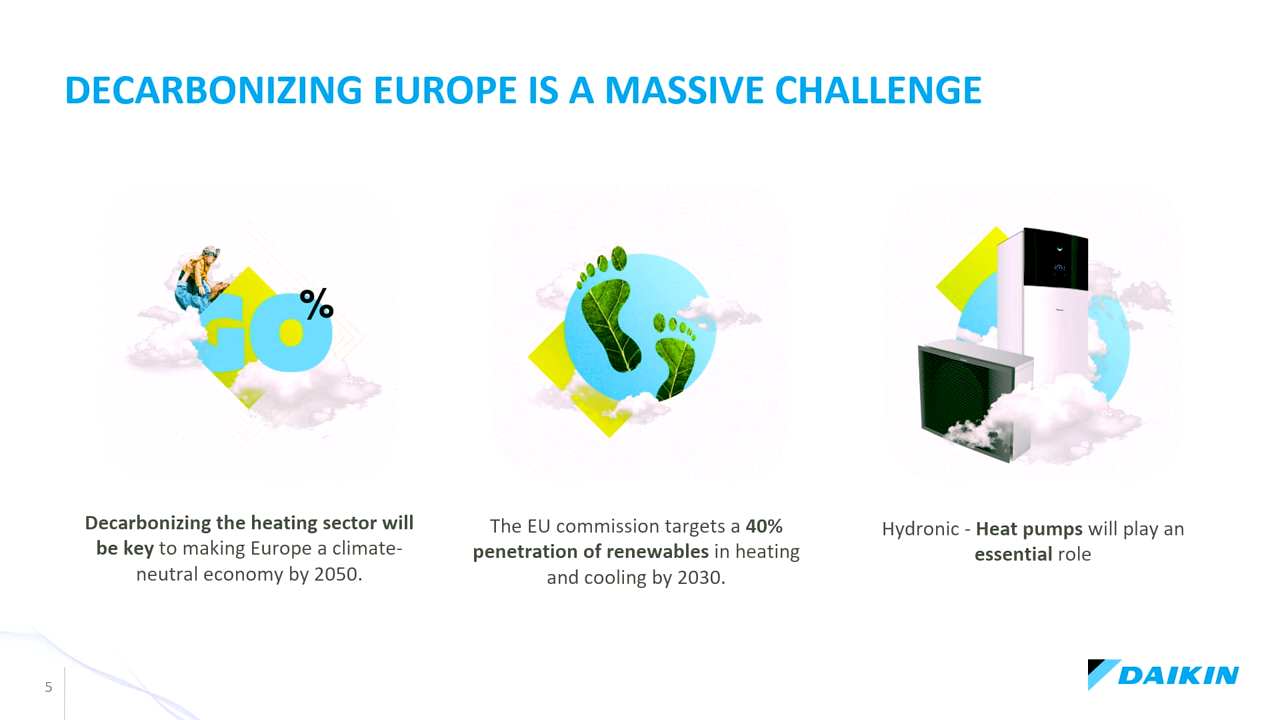 DECARBONIZING EUROPE IS A MASSIVE CHALLENGE
GO%
Decarbonizing the heating sector will
be key to making Europe a climate-
neutral economy by 2050.
The EU commission targets a 40%
penetration of renewables in heating
and cooling by 2030.
Hydronic - Heat pumps will play an
essential role
5
DAIKIN